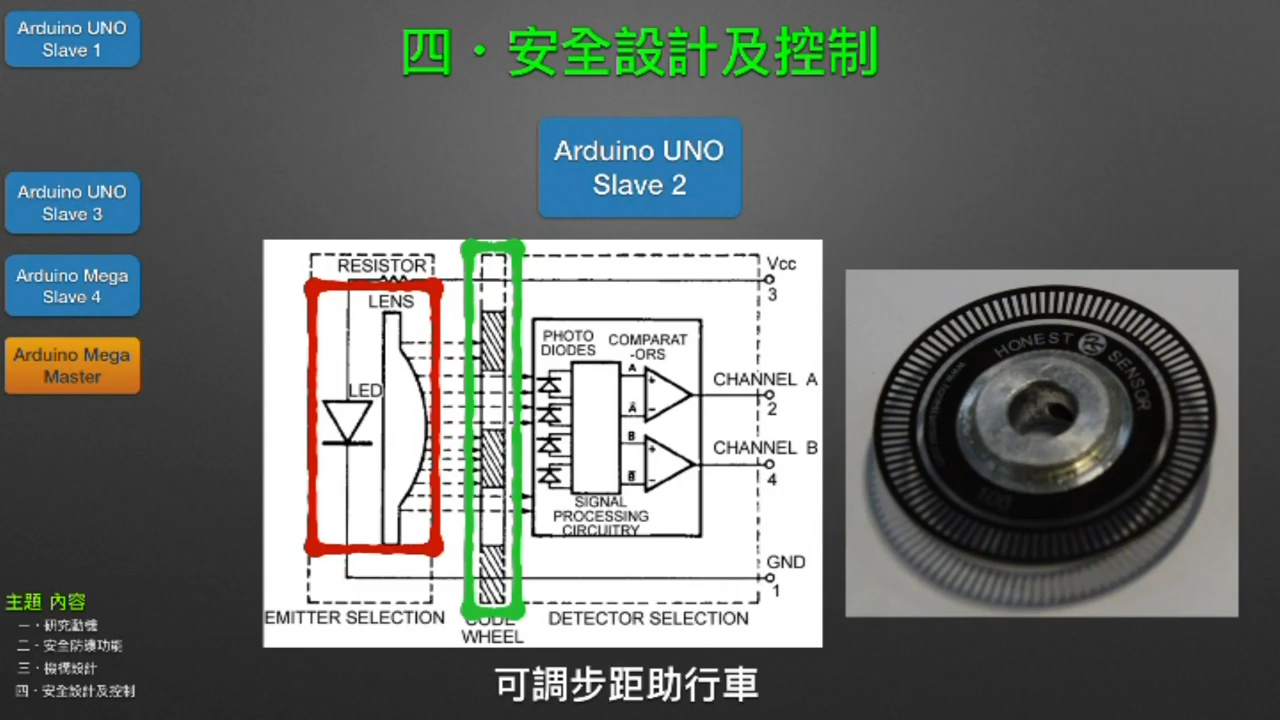 四·安全設計及控制
Arduino UNO
Slave 1
Arduino UNO
Slave 2
Arduino UNO
Slave 3
Arduino Mega
Slave 4
Arduino Mega
Master
RESISTOR
LENS
LED
PHOTO
DIODES
COMPARAT
-ORS
A
A̅
B
B̅
SIGNAL
PROCESSING
CIRCUITRY
Vcc
3
CHANNEL A
2
CHANNEL B
4
GND
1
EMITTER SELECTION
CODE
WHEEL
DETECTOR SELECTION
HONEST SENSOR
主題 內容
一·研究動機
二·安全防護功能
三·機構設計
四·安全設計及控制
可調步距助行車